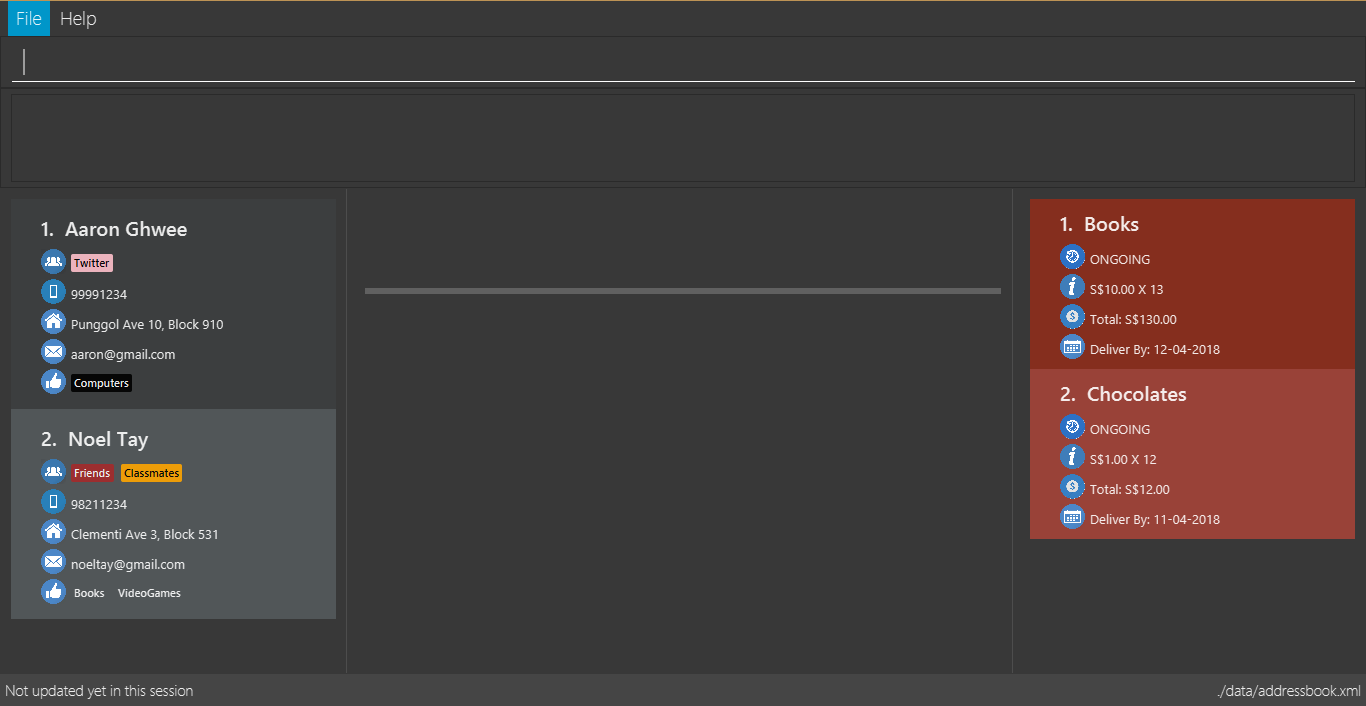 File Help
1. Aaron Ghwee
Twitter
99991234
Punggol Ave 10, Block 910
aaron@gmail.com
Computers
2. Noel Tay
Friends Classmates
98211234
Clementi Ave 3, Block 531
noeltay@gmail.com
Books VideoGames
1. Books
ONGOING
S$10.00 X 13
Total: S$130.00
Deliver By: 12-04-2018
2. Chocolates
ONGOING
S$1.00 X 12
Total: S$12.00
Deliver By: 11-04-2018
Not updated yet in this session
./data/addressbook.xml